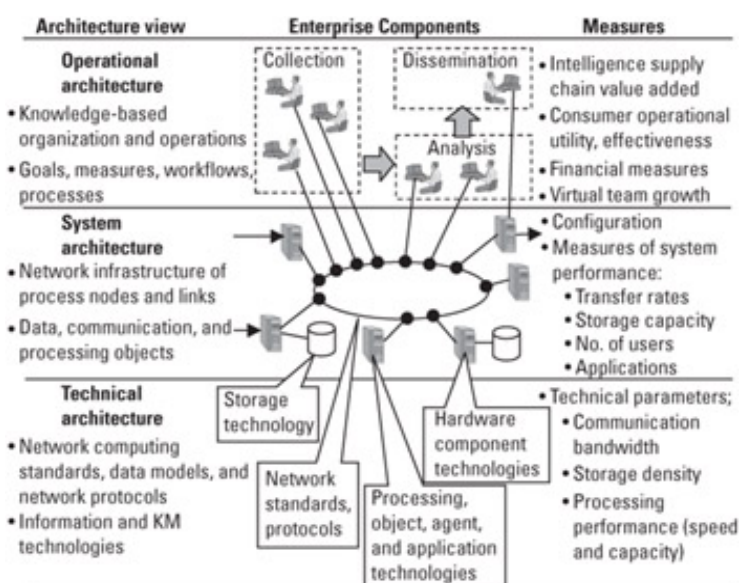 Architecture view
Enterprise Components
Measures
Operational
architecture
• Knowledge-based
organization and operations
• Goals, measures, workflows,
processes
Collection
Dissemination
Analysis
• Intelligence supply
chain value added
• Consumer operational
utility, effectiveness
• Financial measures
• Virtual team growth
System
architecture
• Network infrastructure of
process nodes and links
• Data, communication, and
processing objects
• Configuration
• Measures of system
performance:
• Transfer rates
• Storage capacity
• No. of users
• Applications
Technical
architecture
• Network computing
standards, data models, and
network protocols
• Information and KM
technologies
Storage
technology
Network
standards,
protocols
Processing,
object, agent,
and application
technologies
Hardware
component
technologies
• Technical parameters;
• Communication
bandwidth
• Storage density
• Processing
performance (speed
and capacity)